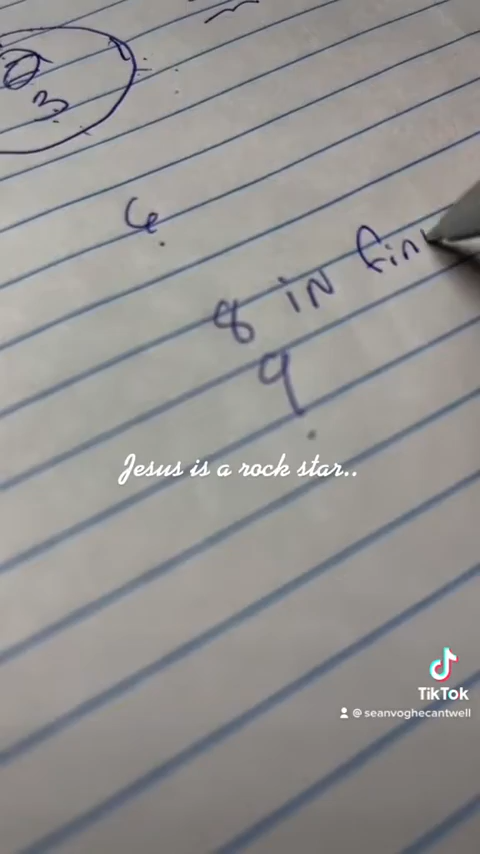 3
6
8 in fin
9
Jesus is a rock star..
TikTok
@seanvoghecantwell